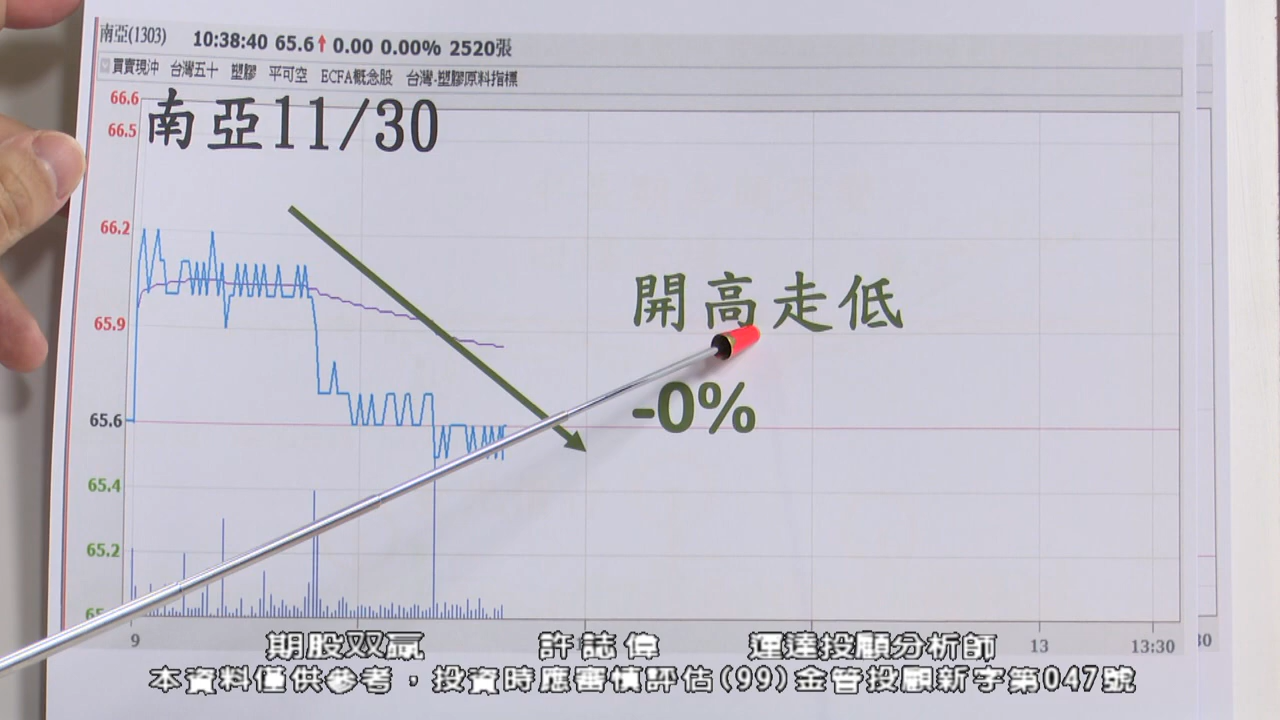 南亞(1303) 10:38:40 65.6↑ 0.00 0.00% 2520張
買賣現沖 台灣五十 塑膠 平可空 ECFA概念股 台灣-塑膠原料指標
66.6
南亞11/30
66.5
66.2
開高走低
65.9
-0%
65.6
65.4
65.2
9 13 13:30
期股双贏 許誌偉 運達投顧分析師
本資料僅供參考，投資時應審慎評估(99)金管投顧新字第047號